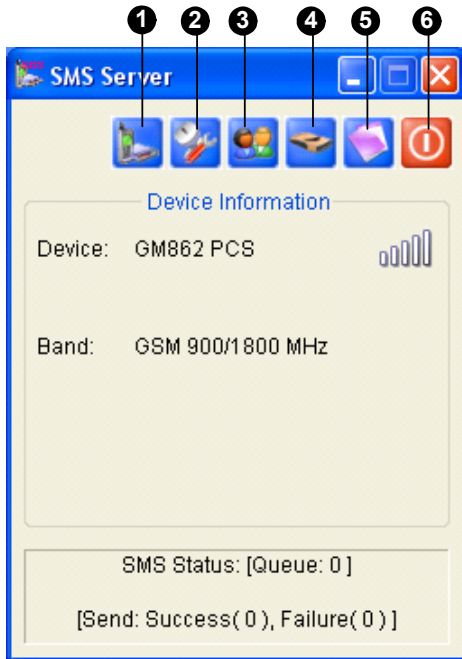 1 2 3 4 5 6
SMS Server
Device Information
Device: GM862 PCS
Band: GSM 900/1800 MHz
SMS Status: [Queue: 0 ]
[Send: Success( 0 ), Failure( 0 ) ]